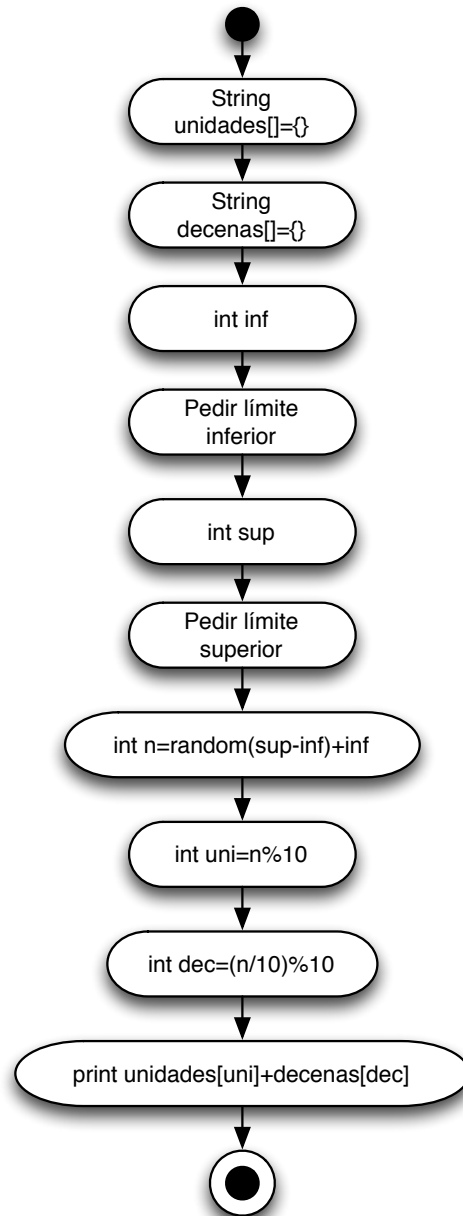 String
unidades[]={}
String
decenas[]={}
int inf
Pedir límite
inferior
int sup
Pedir límite
superior
int n=random(sup-inf)+inf
int uni=n%10
int dec=(n/10)%10
print unidades[uni]+decenas[dec]